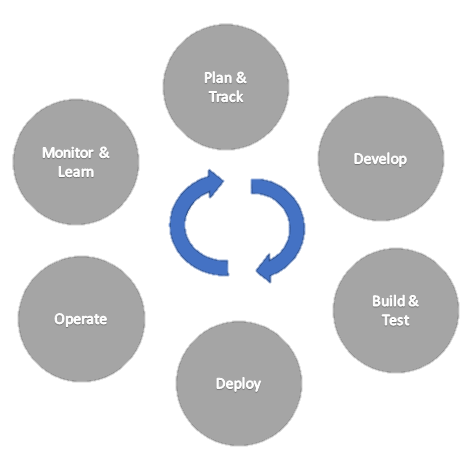 Plan &
Track
Develop
Build &
Test
Deploy
Operate
Monitor &
Learn